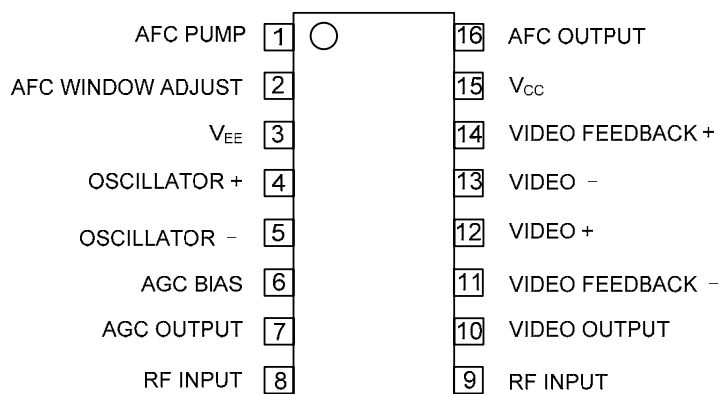 AFC PUMP 1 16 AFC OUTPUT
AFC WINDOW ADJUST 2 15 VCC
VEE 3 14 VIDEO FEEDBACK +
OSCILLATOR + 4 13 VIDEO −
OSCILLATOR − 5 12 VIDEO +
AGC BIAS 6 11 VIDEO FEEDBACK −
AGC OUTPUT 7 10 VIDEO OUTPUT
RF INPUT 8 9 RF INPUT